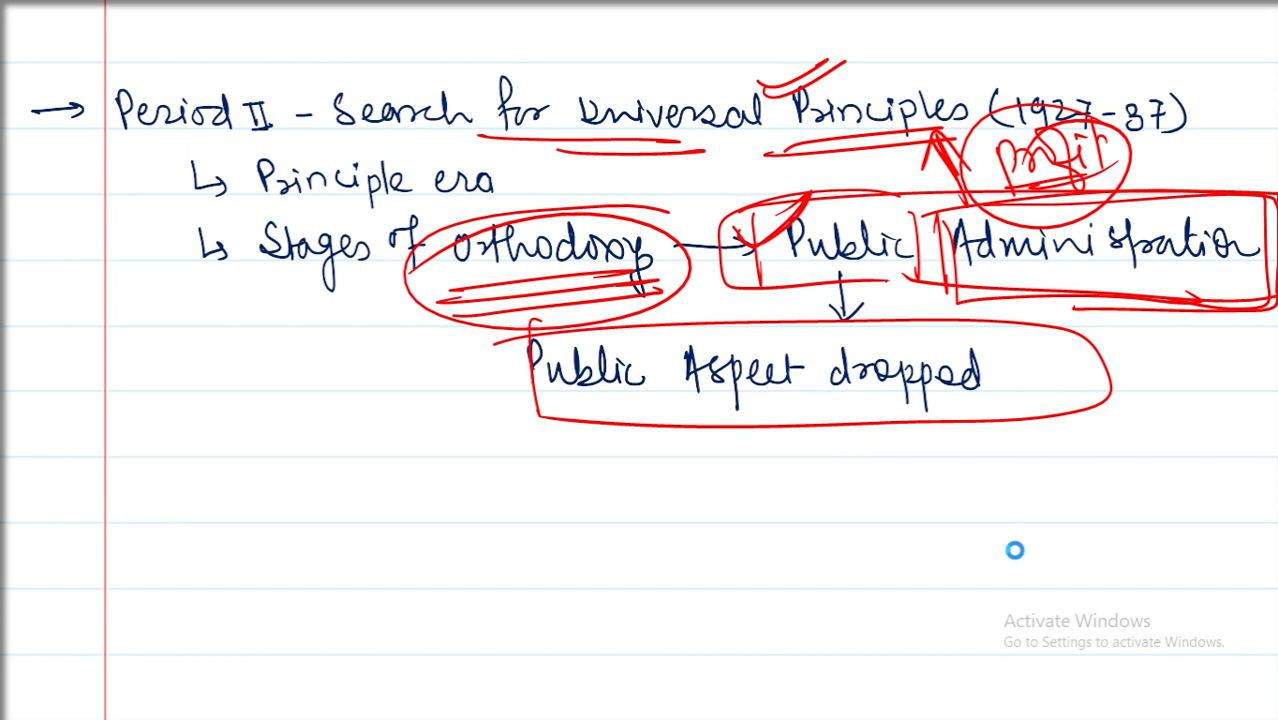 → Period II - Search for Universal Principles (1927-37)
profit
↳ Principle era
↳ Stages of Orthodoxy → Public Administration
↓
Public Aspect dropped
Activate Windows
Go to Settings to activate Windows.